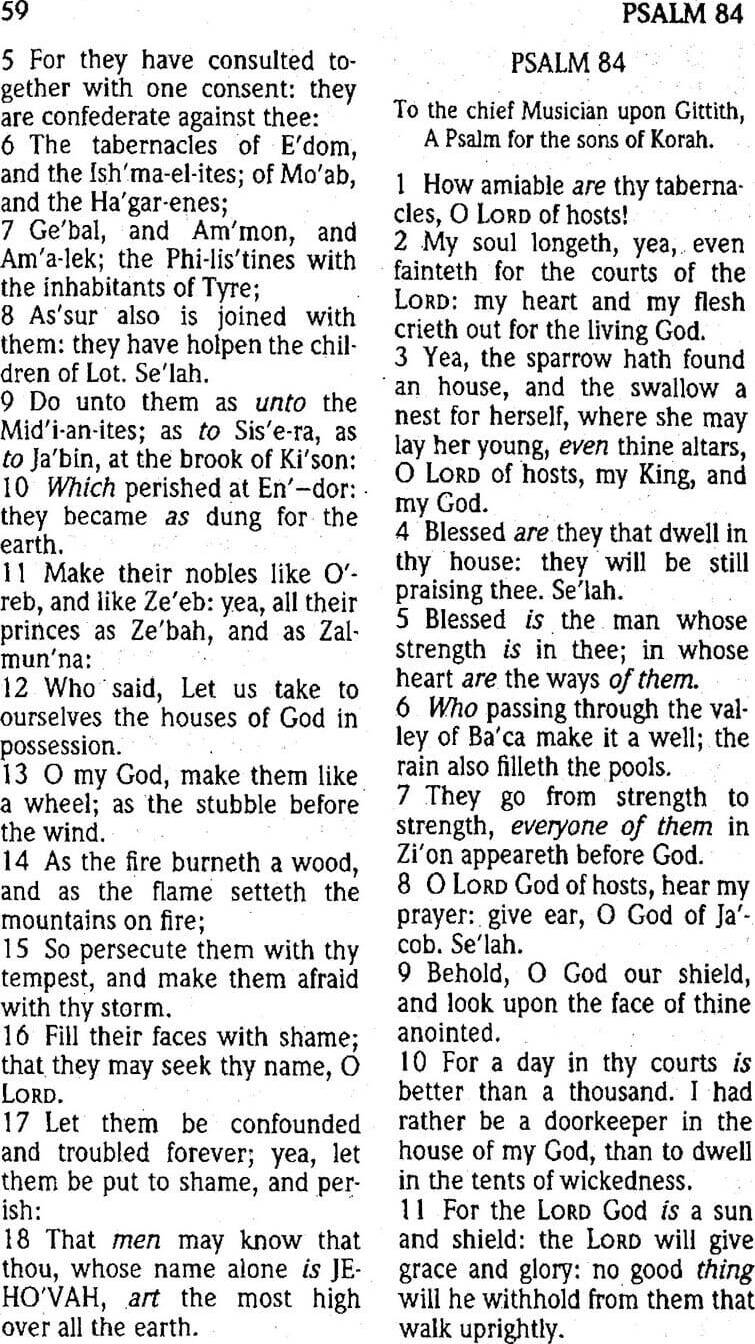 59
PSALM 84
5 For they have consulted to-
gether with one consent: they
are confederate against thee:
6 The tabernacles of E'dom,
and the Ish'ma-el-ites; of Mo'ab,
and the Ha'gar-enes;
7 Ge'bal, and Am'mon, and
Am'a-lek; the Phi-lis'tines with
the inhabitants of Tyre;
8 As'sur also is joined with
them: they have holpen the chil-
dren of Lot. Se'lah.
9 Do unto them as unto the
Mid'i-an-ites; as to Sis'e-ra, as
to Ja'bin, at the brook of Ki'son:
10 Which perished at En'–dor:
they became as dung for the
earth.
11 Make their nobles like O'-
reb, and like Ze'eb: yea, all their
princes as Ze'bah, and as Zal-
mun'na:
12 Who said, Let us take to
ourselves the houses of God in
possession.
13 O my God, make them like
a wheel; as the stubble before
the wind.
14 As the fire burneth a wood,
and as the flame setteth the
mountains on fire;
15 So persecute them with thy
tempest, and make them afraid
with thy storm.
16 Fill their faces with shame;
that they may seek thy name, O
LORD.
17 Let them be confounded
and troubled forever; yea, let
them be put to shame, and per-
ish:
18 That men may know that
thou, whose name alone is JE-
HO'VAH, art the most high
over all the earth.
PSALM 84
To the chief Musician upon Gittith,
A Psalm for the sons of Korah.
1 How amiable are thy taberna-
cles, O LORD of hosts!
2 My soul longeth, yea, even
fainteth for the courts of the
LORD: my heart and my flesh
crieth out for the living God.
3 Yea, the sparrow hath found
an house, and the swallow a
nest for herself, where she may
lay her young, even thine altars,
O LORD of hosts, my King, and
my God.
4 Blessed are they that dwell in
thy house: they will be still
praising thee. Se'lah.
5 Blessed is the man whose
strength is in thee; in whose
heart are the ways of them.
6 Who passing through the val-
ley of Ba'ca make it a well; the
rain also filleth the pools.
7 They go from strength to
strength, everyone of them in
Zi'on appeareth before God.
8 O LORD God of hosts, hear my
prayer: give ear, O God of Ja'-
cob. Se'lah.
9 Behold, O God our shield,
and look upon the face of thine
anointed.
10 For a day in thy courts is
better than a thousand. I had
rather be a doorkeeper in the
house of my God, than to dwell
in the tents of wickedness.
11 For the LORD God is a sun
and shield: the LORD will give
grace and glory: no good thing
will he withhold from them that
walk uprightly.